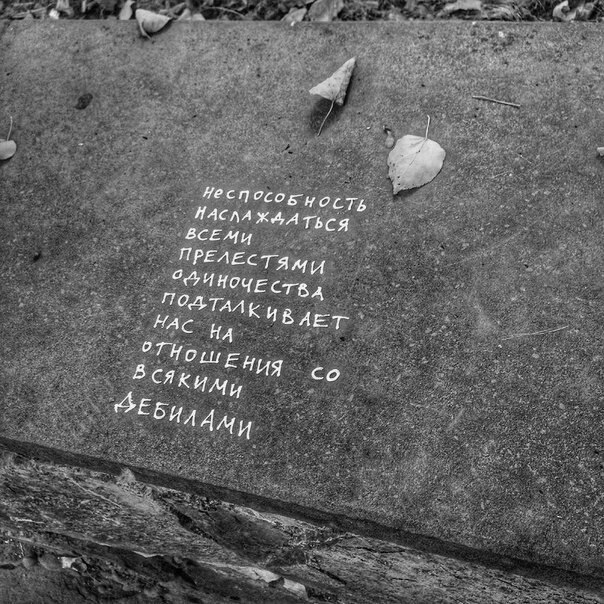 НЕСПОСОБНОСТЬ
НАСЛАЖДАТЬСЯ
ВСЕМИ
ПРЕЛЕСТЯМИ
ОДИНОЧЕСТВА
ПОДТАЛКИВАЕТ
НАС НА
ОТНОШЕНИЯ СО
ВСЯКИМИ
ДЕБИЛАМИ